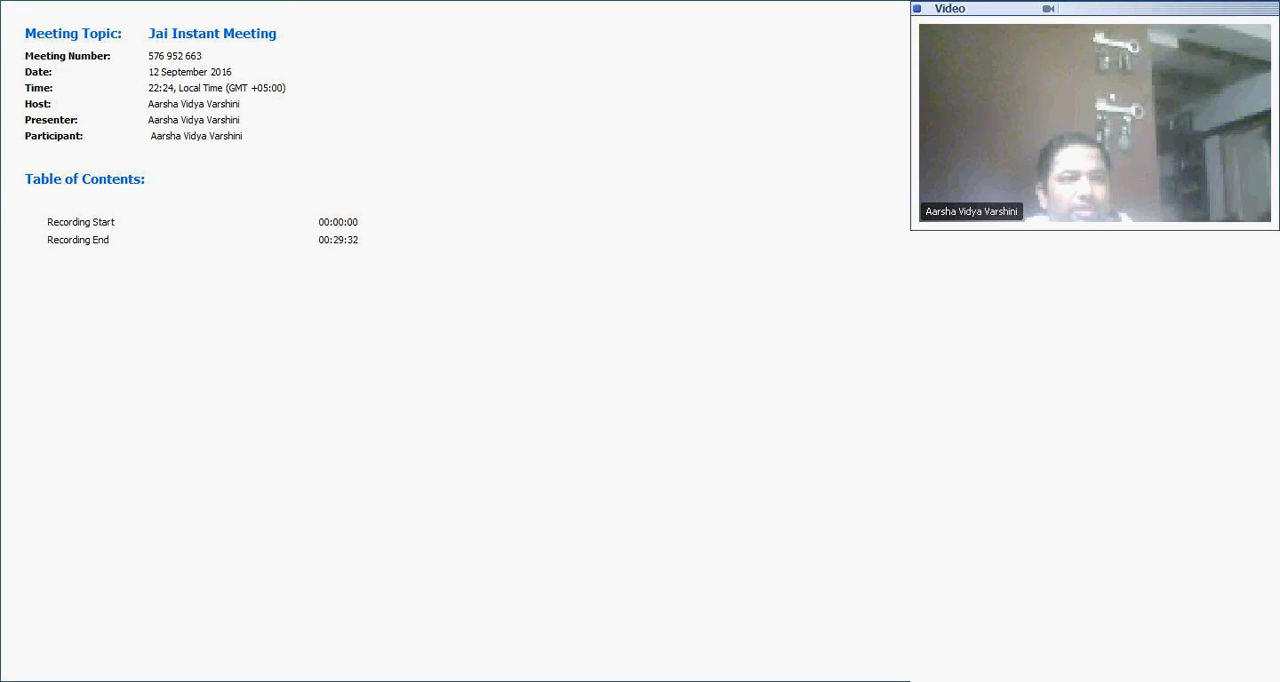 Meeting Topic: Jai Instant Meeting
Meeting Number: 576 952 663
Date: 12 September 2016
Time: 22:24, Local Time (GMT +05:00)
Host: Aarsha Vidya Varshini
Presenter: Aarsha Vidya Varshini
Participant: Aarsha Vidya Varshini
Table of Contents:
Recording Start 00:00:00
Recording End 00:29:32
Video
Aarsha Vidya Varshini